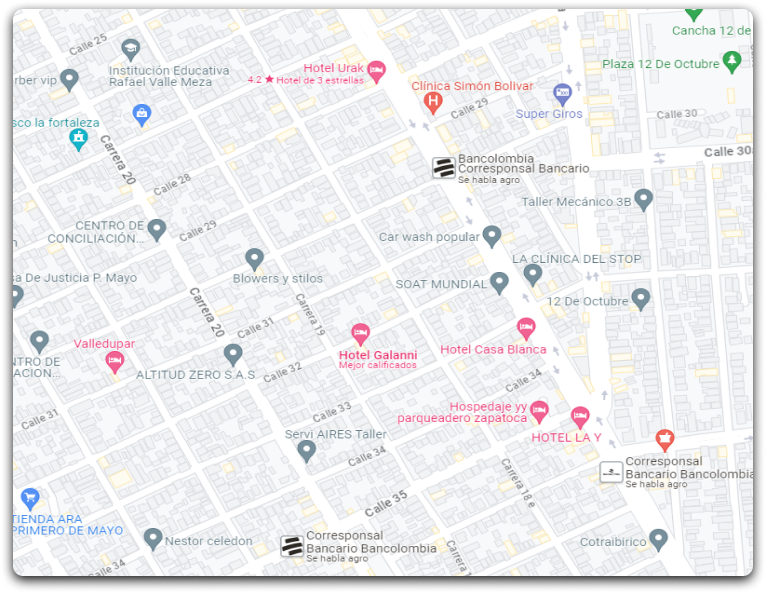 Cancha 12 de
Calle 25
Institución Educativa
Rafael Valle Meza
rber vip
Hotel Urak
4.2 ★ Hotel de 3 estrellas
Plaza 12 De Octubre
Clínica Simón Bolivar
Calle 29
Super Giros
Calle 30
sco la fortaleza
Carrera 20
Calle 28
Bancolombia
Corresponsal Bancario
Se habla agro
Calle 30a
Taller Mecánico 3B
CENTRO DE
CONCILIACIÓN...
Calle 29
Car wash popular
LA CLÍNICA DEL STOP
sa De Justicia P. Mayo
Blowers y stilos
SOAT MUNDIAL
12 De Octubre
Carrera 20
Carrera 19
Calle 31
Valledupar
NTRO DE
ACION...
ALTITUD ZERO S.A.S
Calle 32
Hotel Galanni
Mejor calificados
Hotel Casa Blanca
Calle 34
Calle 31
Calle 33
Hospedaje yy
parqueadero zapatoca
HOTEL LA Y
Servi AIRES Taller
Calle 34
Corresponsal
Bancario Bancolombia
Se habla agro
Carrera 18 e
Calle 35
TIENDA ARA
PRIMERO DE MAYO
Nestor celedon
Corresponsal
Bancario Bancolombia
Se habla agro
Cotraibirico
Calle 34
Carrera 1